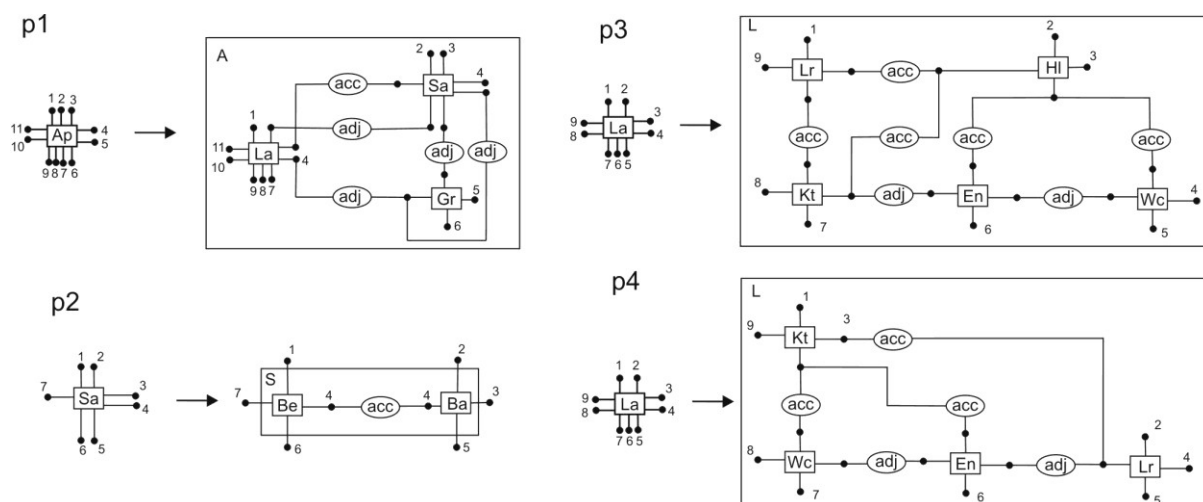 p1
1 2 3
11 Ap 4
10 5
9 8 7 6
A
2 3
acc Sa 4
1 adj
11 La 4 adj adj
10
9 8 7
adj Gr 5
6
p2
1 2
7 Sa 3
4
6 5
1 2
S
7 Be 4 acc 4 Ba 3
6 5
p3
1 2 3
9 La 4
8
7 6 5
L
1 2
9 Lr acc Hl 3
acc acc acc acc
8 Kt adj En adj Wc 4
7 6 5
p4
1 2 3
9 La 4
8
7 6 5
L
1
9 Kt 3 acc
acc acc
2
8 Wc adj En adj Lr 4
7 6 5